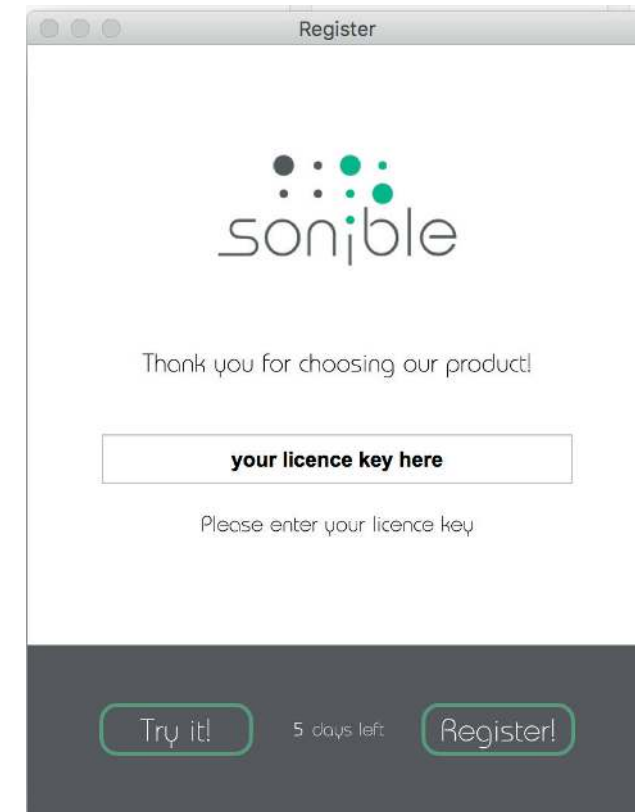 Register
sonible
Thank you for choosing our product!
your licence key here
Please enter your licence key
Try it!
5 days left
Register!